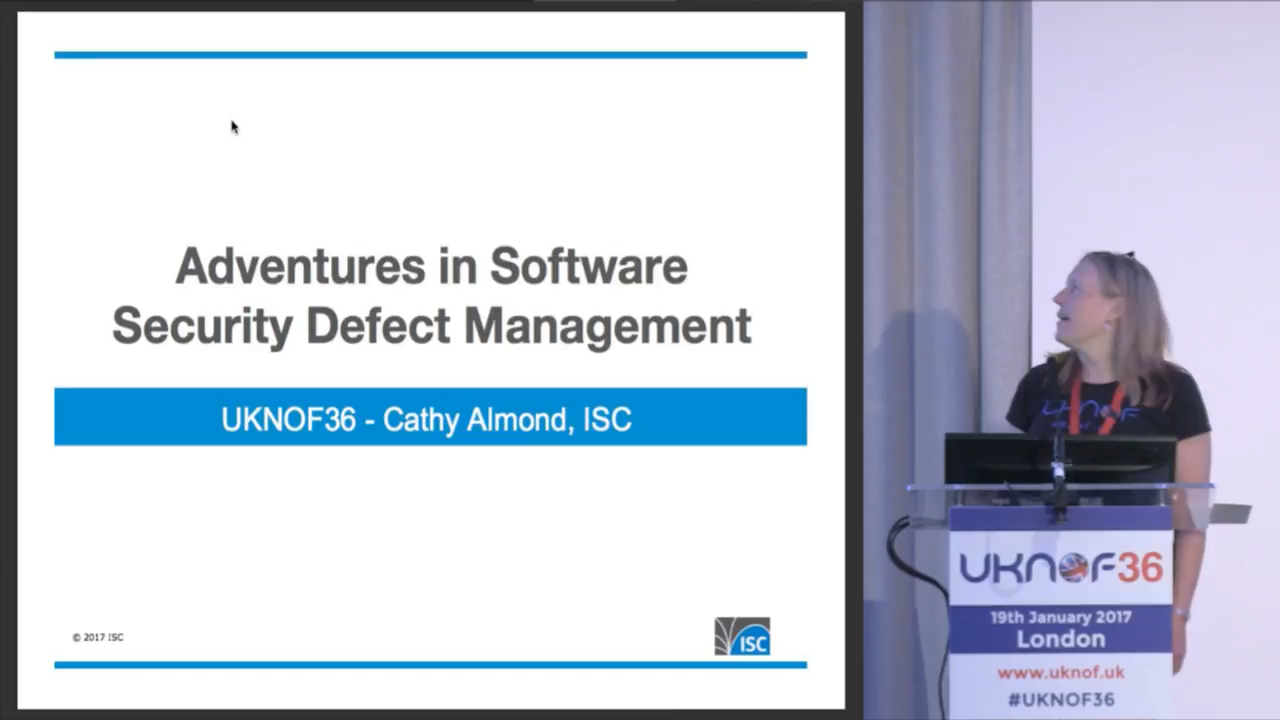 Adventures in Software
Security Defect Management
UKNOF36 - Cathy Almond, ISC
© 2017 ISC
ISC
UKNOF
UKNOF36
19th January 2017
London
www.uknof.uk
#UKNOF36